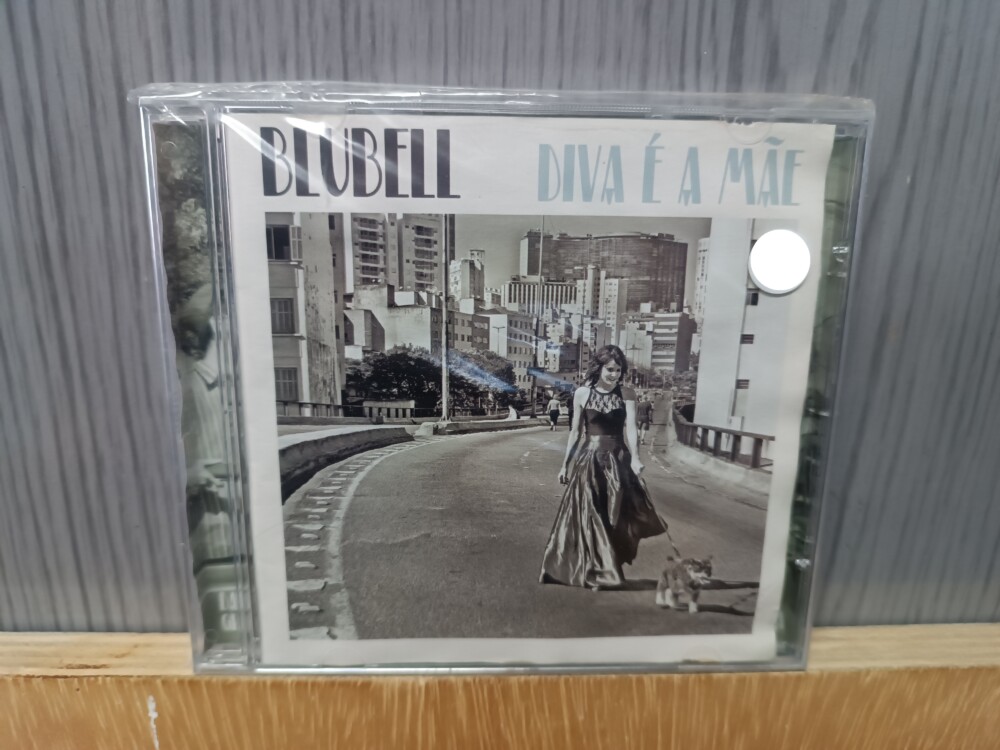 BLUBELL DIVA É A MÃE